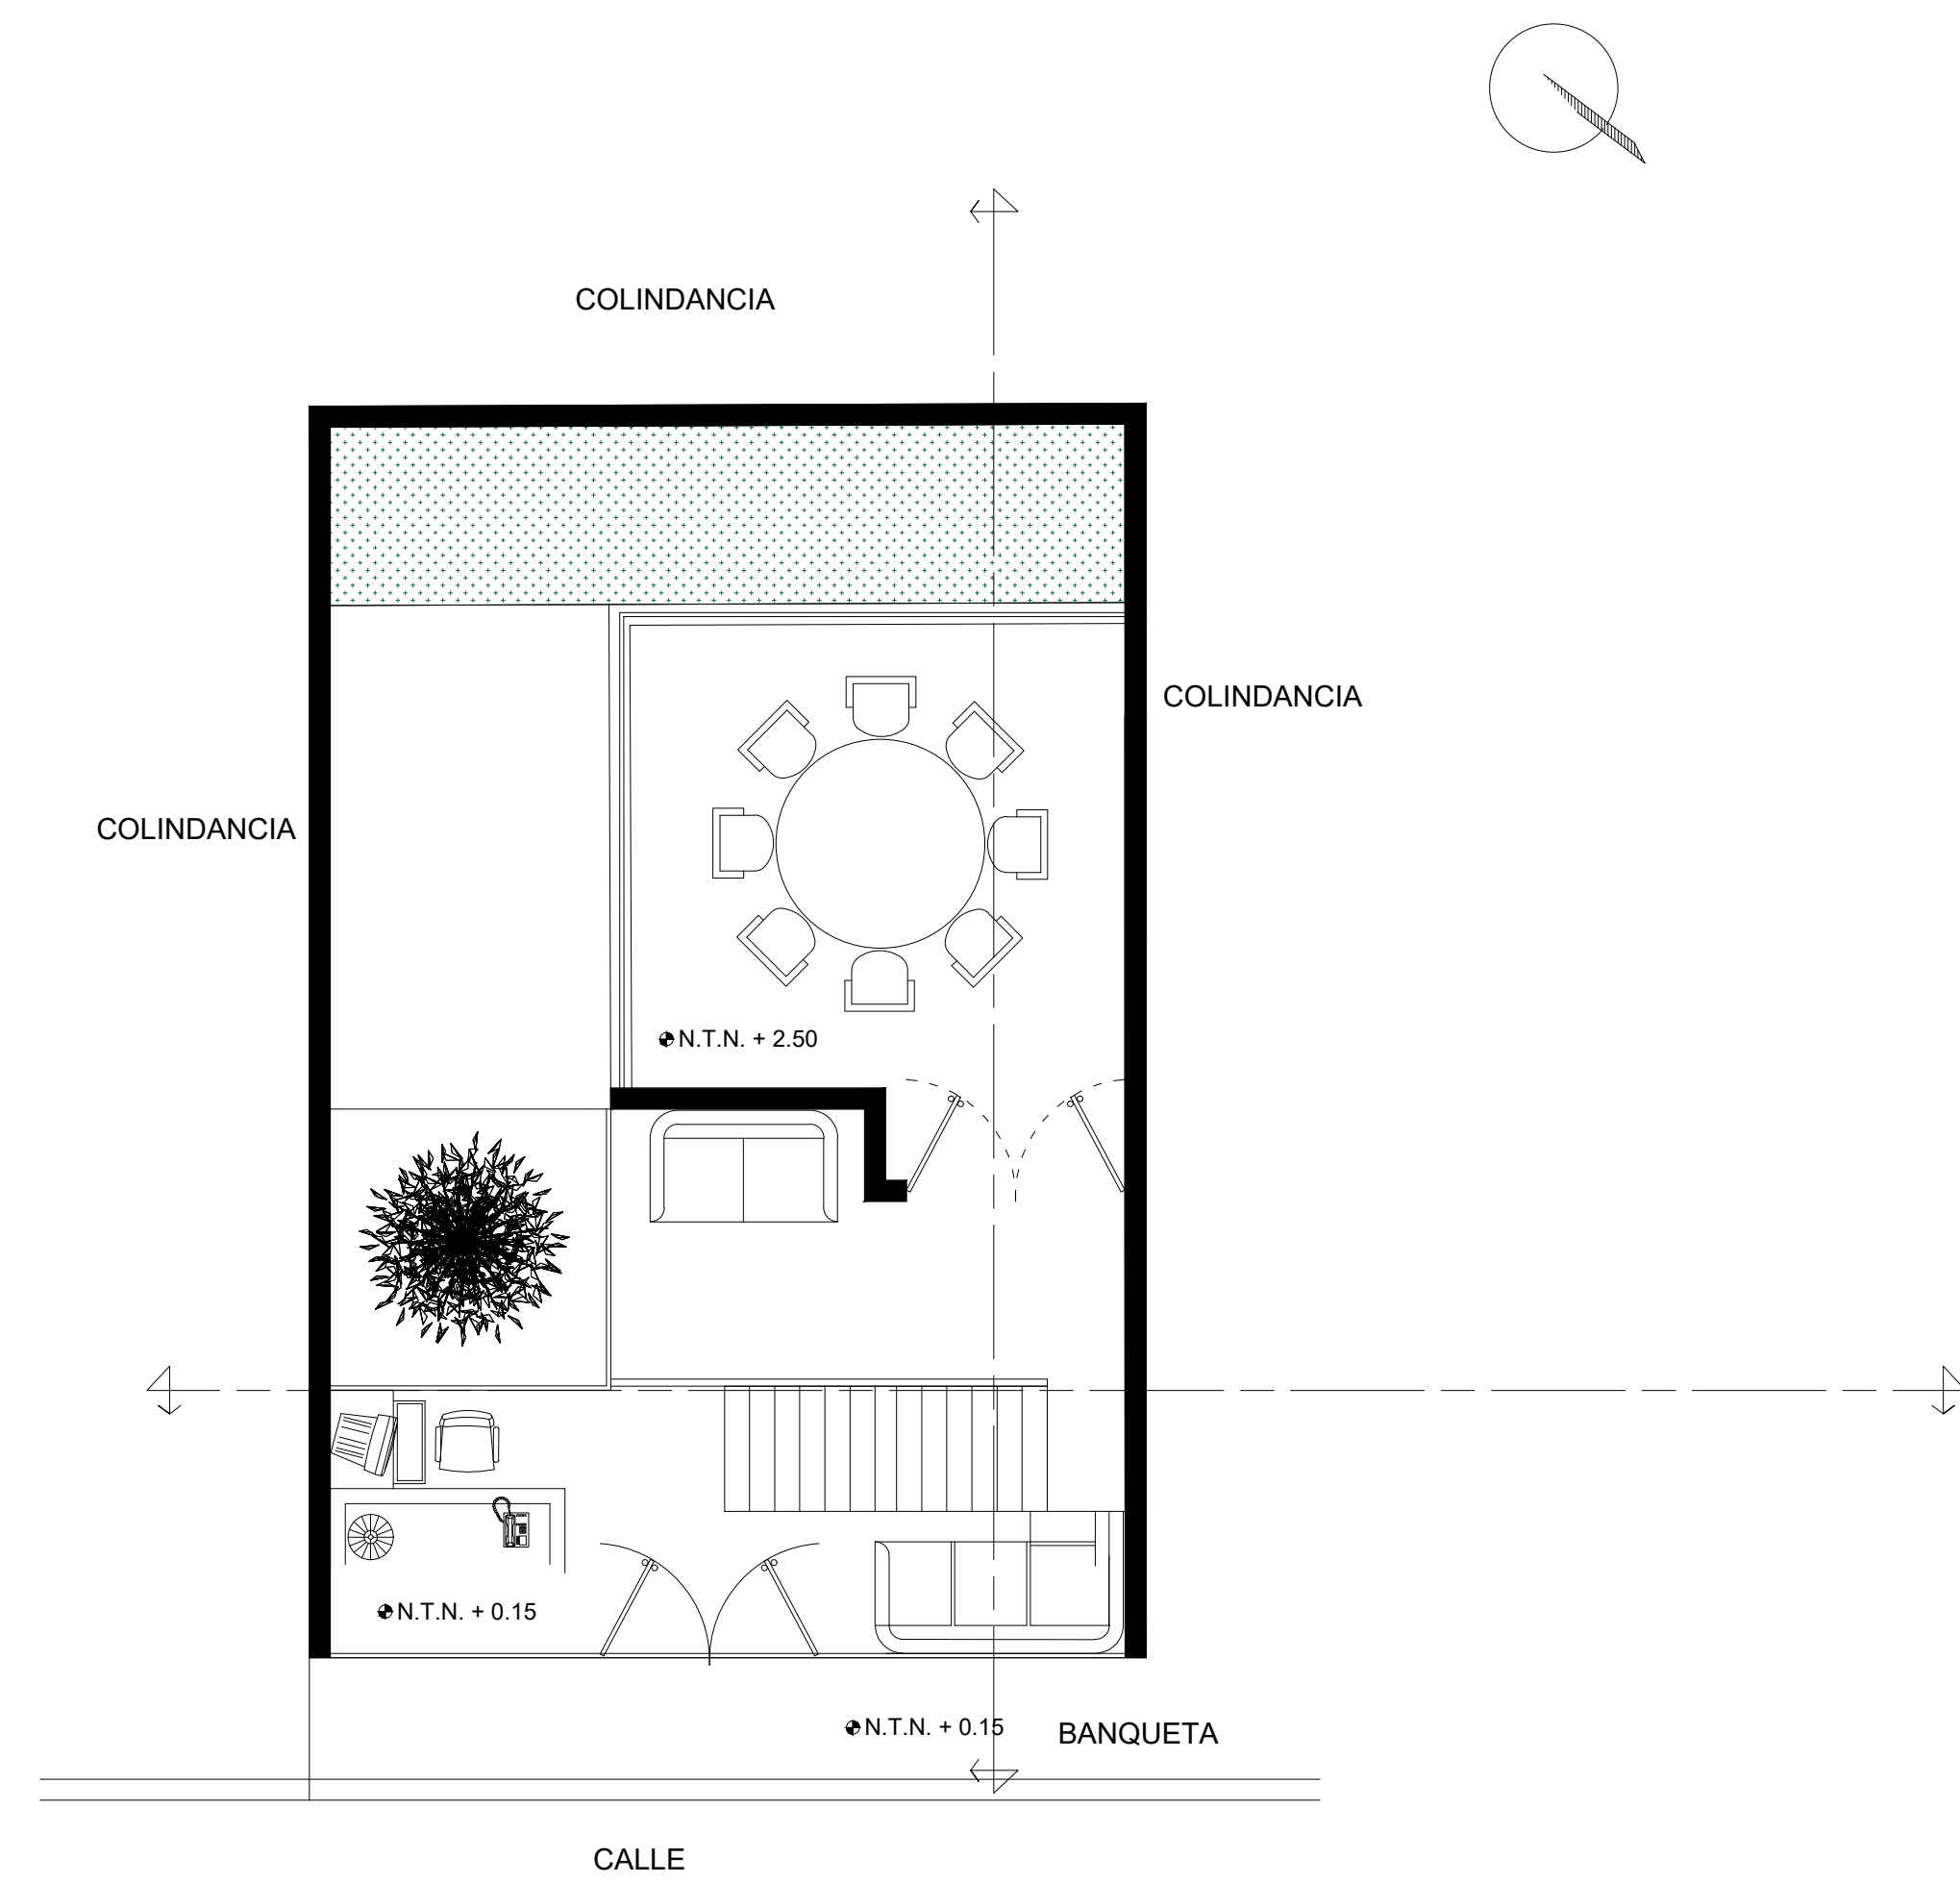 COLINDANCIA
COLINDANCIA
COLINDANCIA
N.T.N. + 2.50
N.T.N. + 0.15
N.T.N. + 0.15
BANQUETA
CALLE